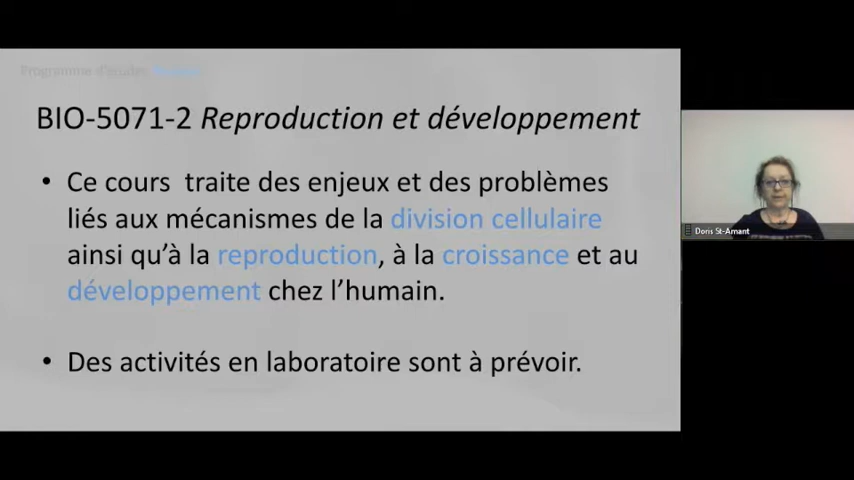 Programme d'études
BIO-5071-2 Reproduction et développement
• Ce cours traite des enjeux et des problèmes
liés aux mécanismes de la division cellulaire
ainsi qu'à la reproduction, à la croissance et au
développement chez l'humain.
• Des activités en laboratoire sont à prévoir.
Doris St-Amant